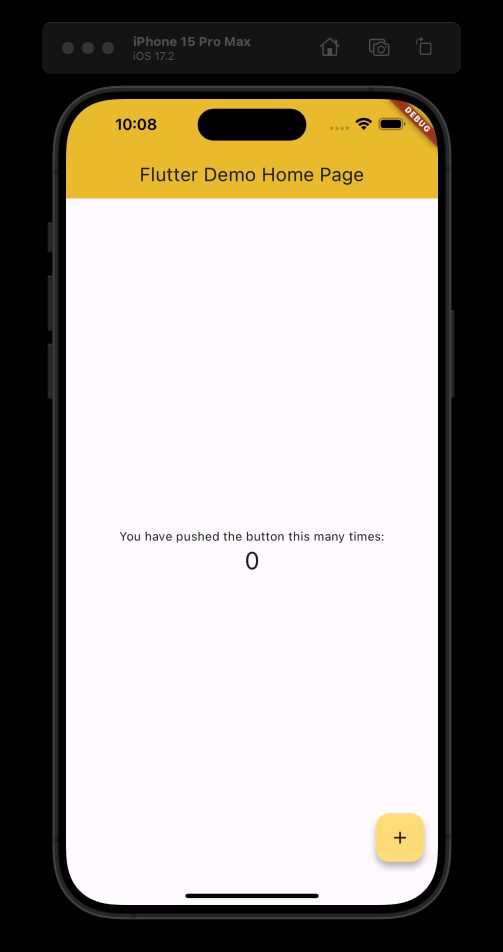 iPhone 15 Pro Max
iOS 17.2
10:08
DEBUG
Flutter Demo Home Page
You have pushed the button this many times:
0
+